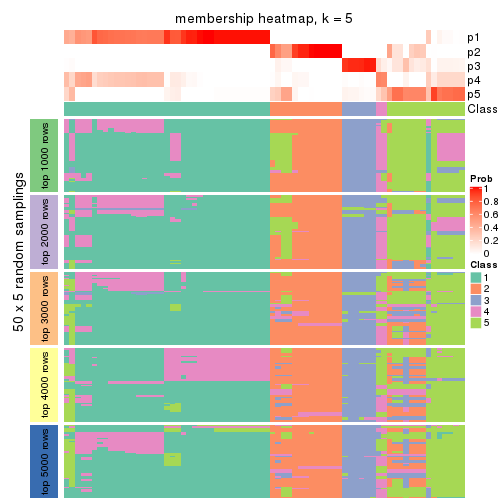 membership heatmap, k = 5
p1
p2
p3
p4
p5
Class
50 x 5 random samplings
top 1000 rows
top 2000 rows
top 3000 rows
top 4000 rows
top 5000 rows
Prob
1
0.8
0.6
0.4
0.2
0
Class
1
2
3
4
5